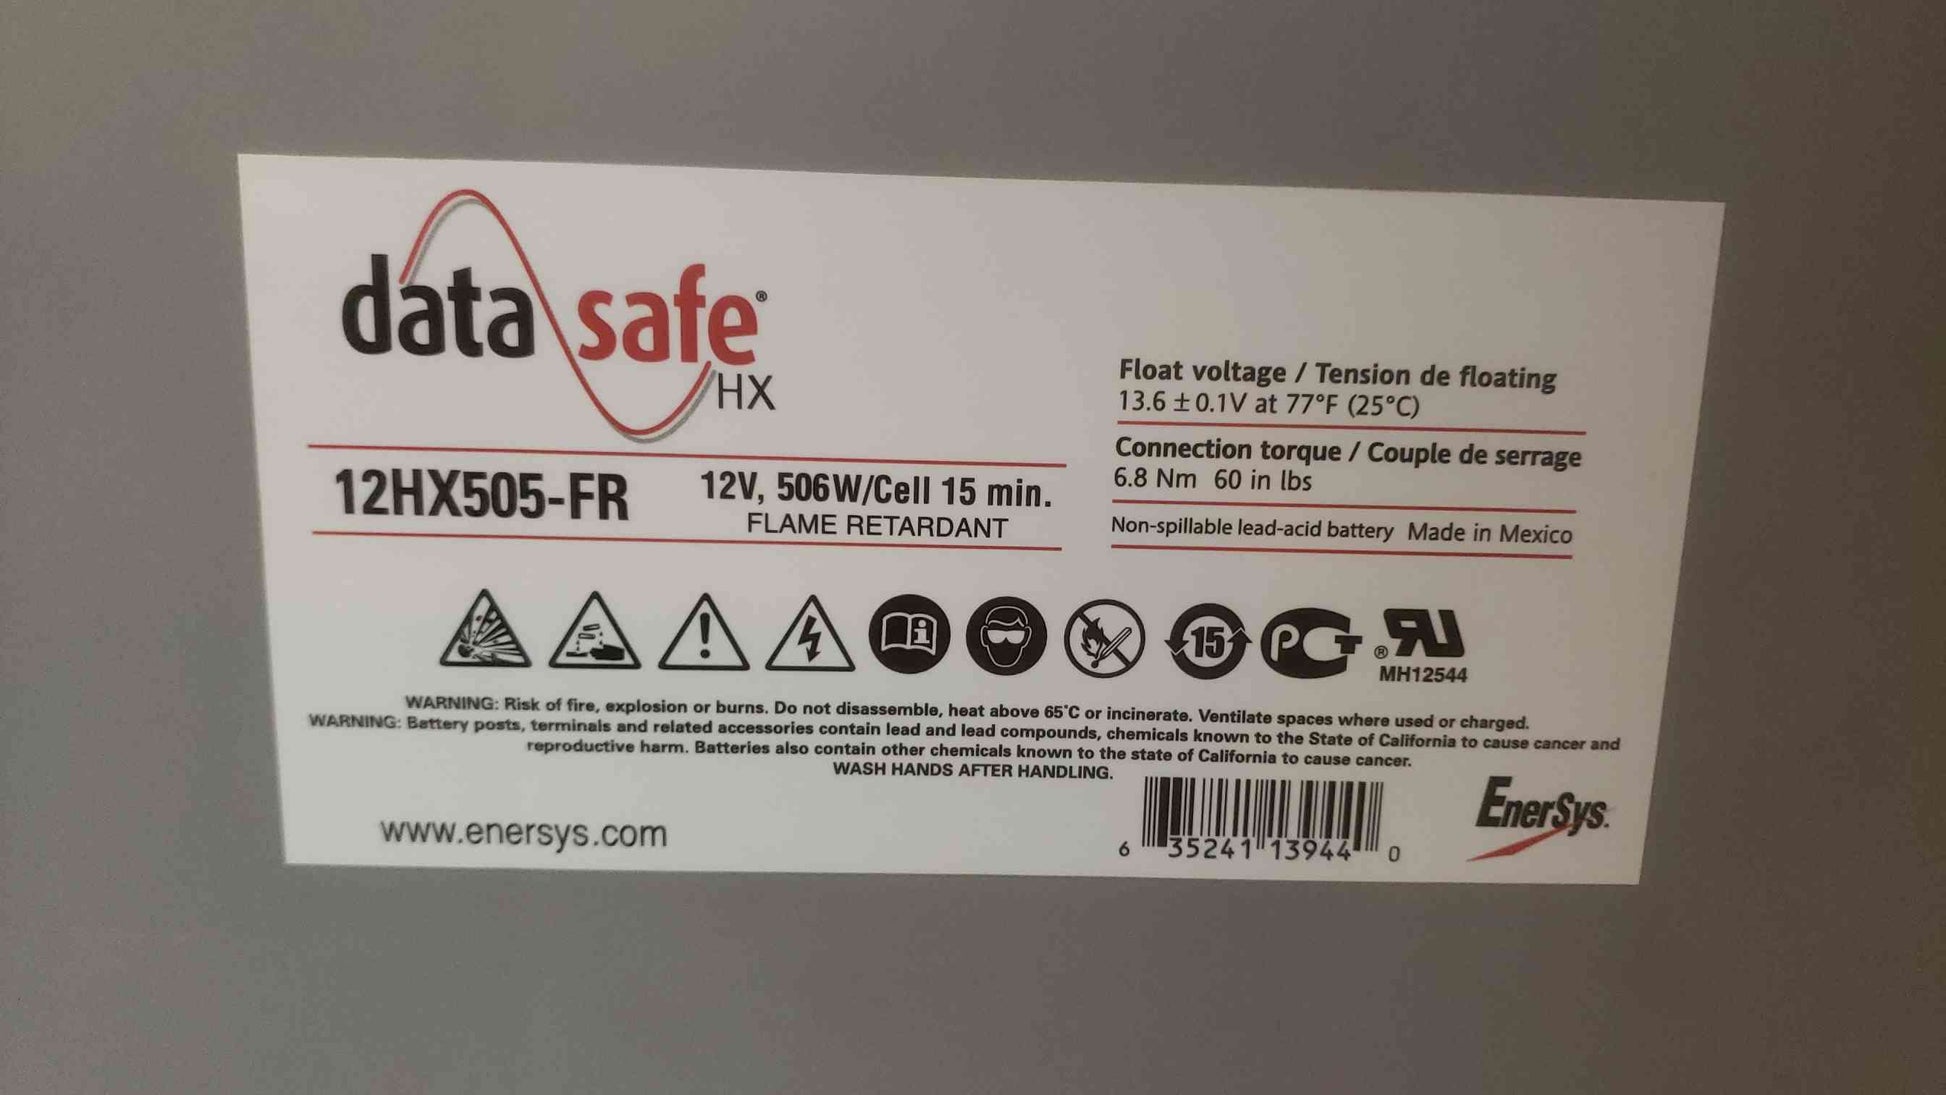 data safe®
HX
12HX505-FR
12V, 506W/Cell 15 min.
FLAME RETARDANT
Float voltage / Tension de floating
13.6 ± 0.1V at 77°F (25°C)
Connection torque / Couple de serrage
6.8 Nm 60 in lbs
Non-spillable lead-acid battery Made in Mexico
15
PCT
® RU
MH12544
WARNING: Risk of fire, explosion or burns. Do not disassemble, heat above 65°C or incinerate. Ventilate spaces where used or charged.
WARNING: Battery posts, terminals and related accessories contain lead and lead compounds, chemicals known to the State of California to cause cancer and
reproductive harm. Batteries also contain other chemicals known to the state of California to cause cancer.
WASH HANDS AFTER HANDLING.
www.enersys.com
6 35241 13944 0
EnerSys.